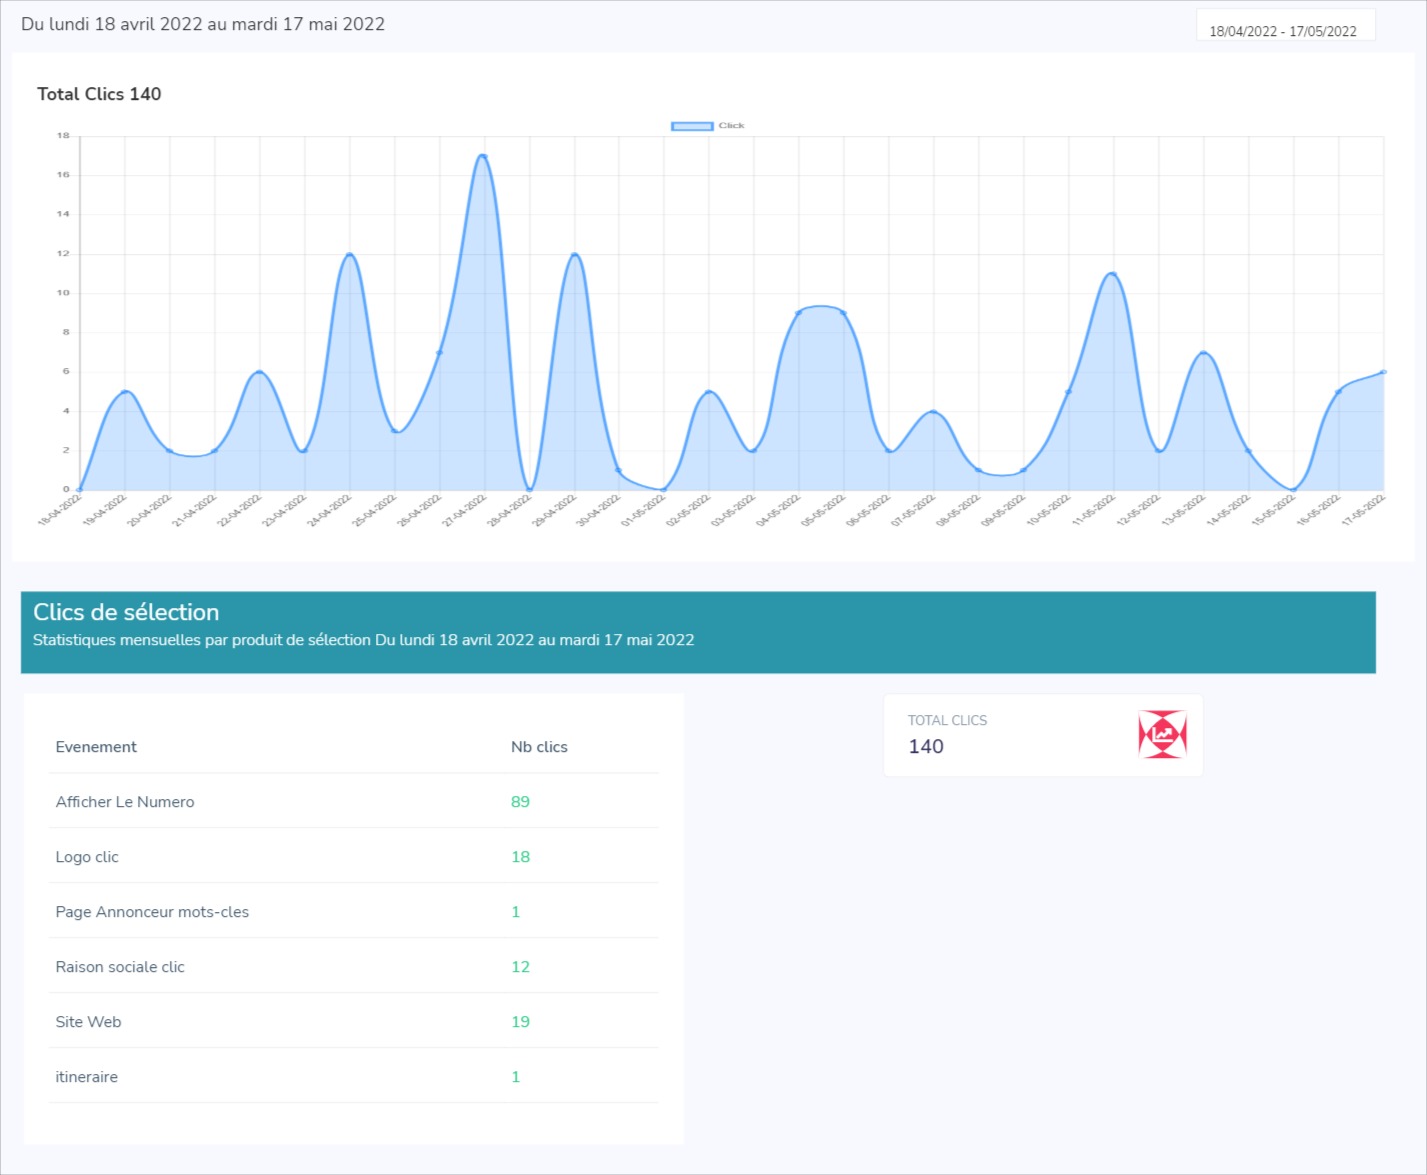 Du lundi 18 avril 2022 au mardi 17 mai 2022
18/04/2022 - 17/05/2022
Total Clics 140
Click
18
16
14
12
10
8
6
4
2
0
18-04-2022 19-04-2022 20-04-2022 21-04-2022 22-04-2022 23-04-2022 24-04-2022 25-04-2022 26-04-2022 27-04-2022 28-04-2022 29-04-2022 30-04-2022 01-05-2022 02-05-2022 03-05-2022 04-05-2022 05-05-2022 06-05-2022 07-05-2022 08-05-2022 09-05-2022 10-05-2022 11-05-2022 12-05-2022 13-05-2022 14-05-2022 15-05-2022 16-05-2022 17-05-2022
Clics de sélection
Statistiques mensuelles par produit de sélection Du lundi 18 avril 2022 au mardi 17 mai 2022
Evenement Nb clics
Afficher Le Numero 89
Logo clic 18
Page Annonceur mots-cles 1
Raison sociale clic 12
Site Web 19
itineraire 1
TOTAL CLICS
140